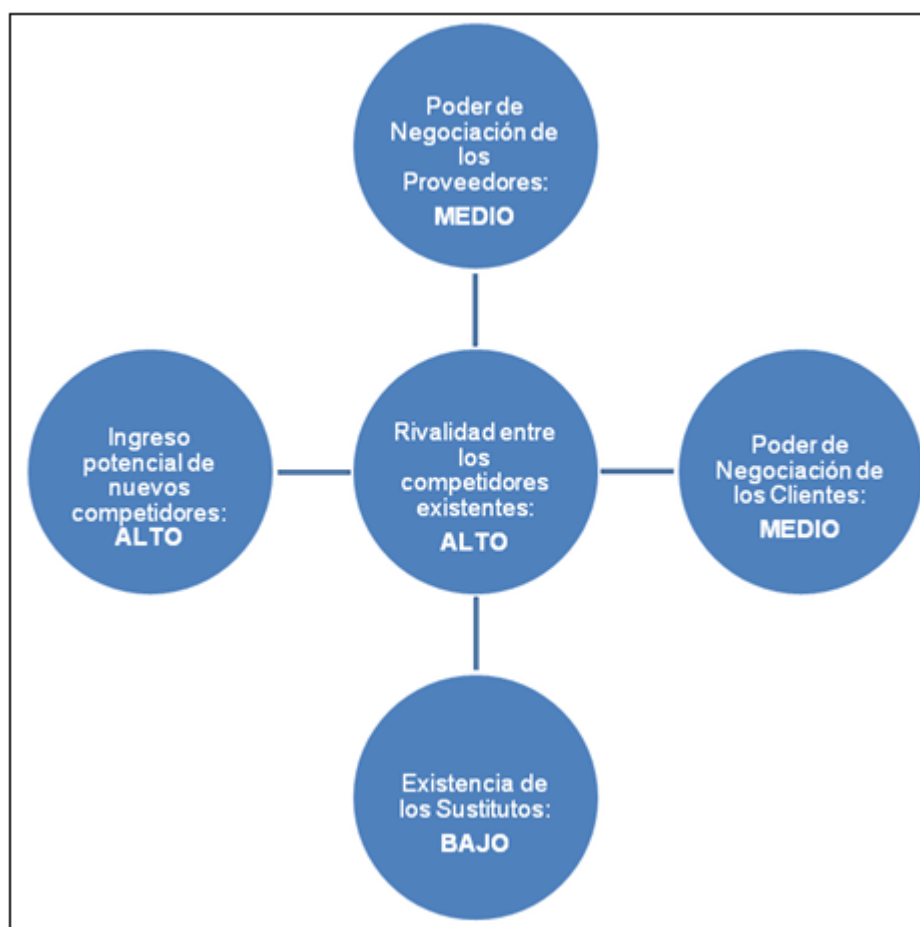 Poder de
Negociación de
los
Proveedores:
MEDIO
Ingreso
potencial de
nuevos
competidores:
ALTO
Rivalidad entre
los
competidores
existentes:
ALTO
Poder de
Negociación de
los Clientes:
MEDIO
Existencia de
los Sustitutos:
BAJO